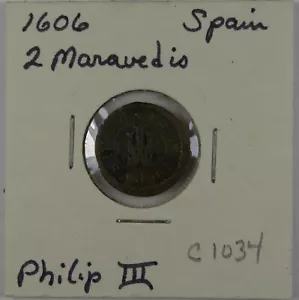 1606 Spain
2 Maravedis
C1034
Philip III